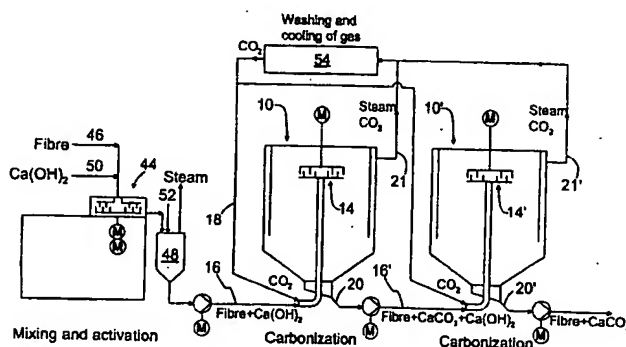 Washing and
cooling of gas
CO2
54
Steam
CO2
Steam
CO2
10
10'
M
M
Fibre
46
50
Ca(OH)2
44
Steam
52
14
14'
21
21'
18
48
M
M
CO2
CO2
16
20
16'
20'
Fibre+Ca(OH)2
Fibre+CaCO3+Ca(OH)2
Fibre+CaCO
M
M
M
Mixing and activation
Carbonization
Carbonization